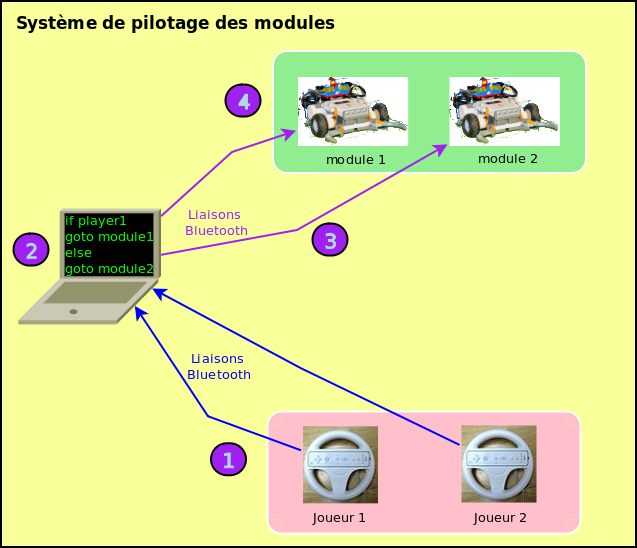 Système de pilotage des modules
4
module 1
module 2
Liaisons
Bluetooth
3
2
If player1
goto module1
else
goto module2
Liaisons
Bluetooth
1
Joueur 1
Joueur 2